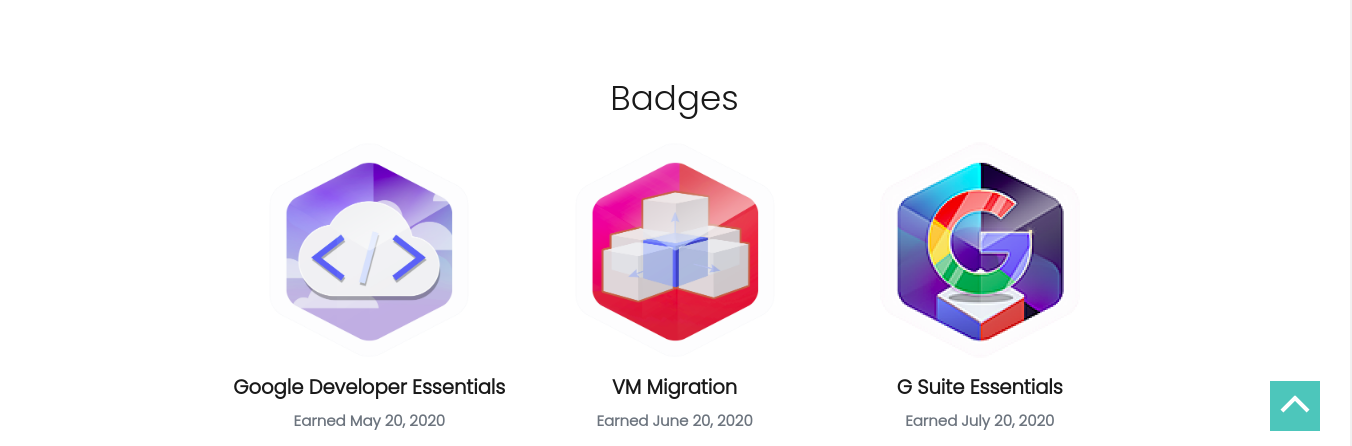 Badges
Google Developer Essentials
Earned May 20, 2020
VM Migration
Earned June 20, 2020
G Suite Essentials
Earned July 20, 2020